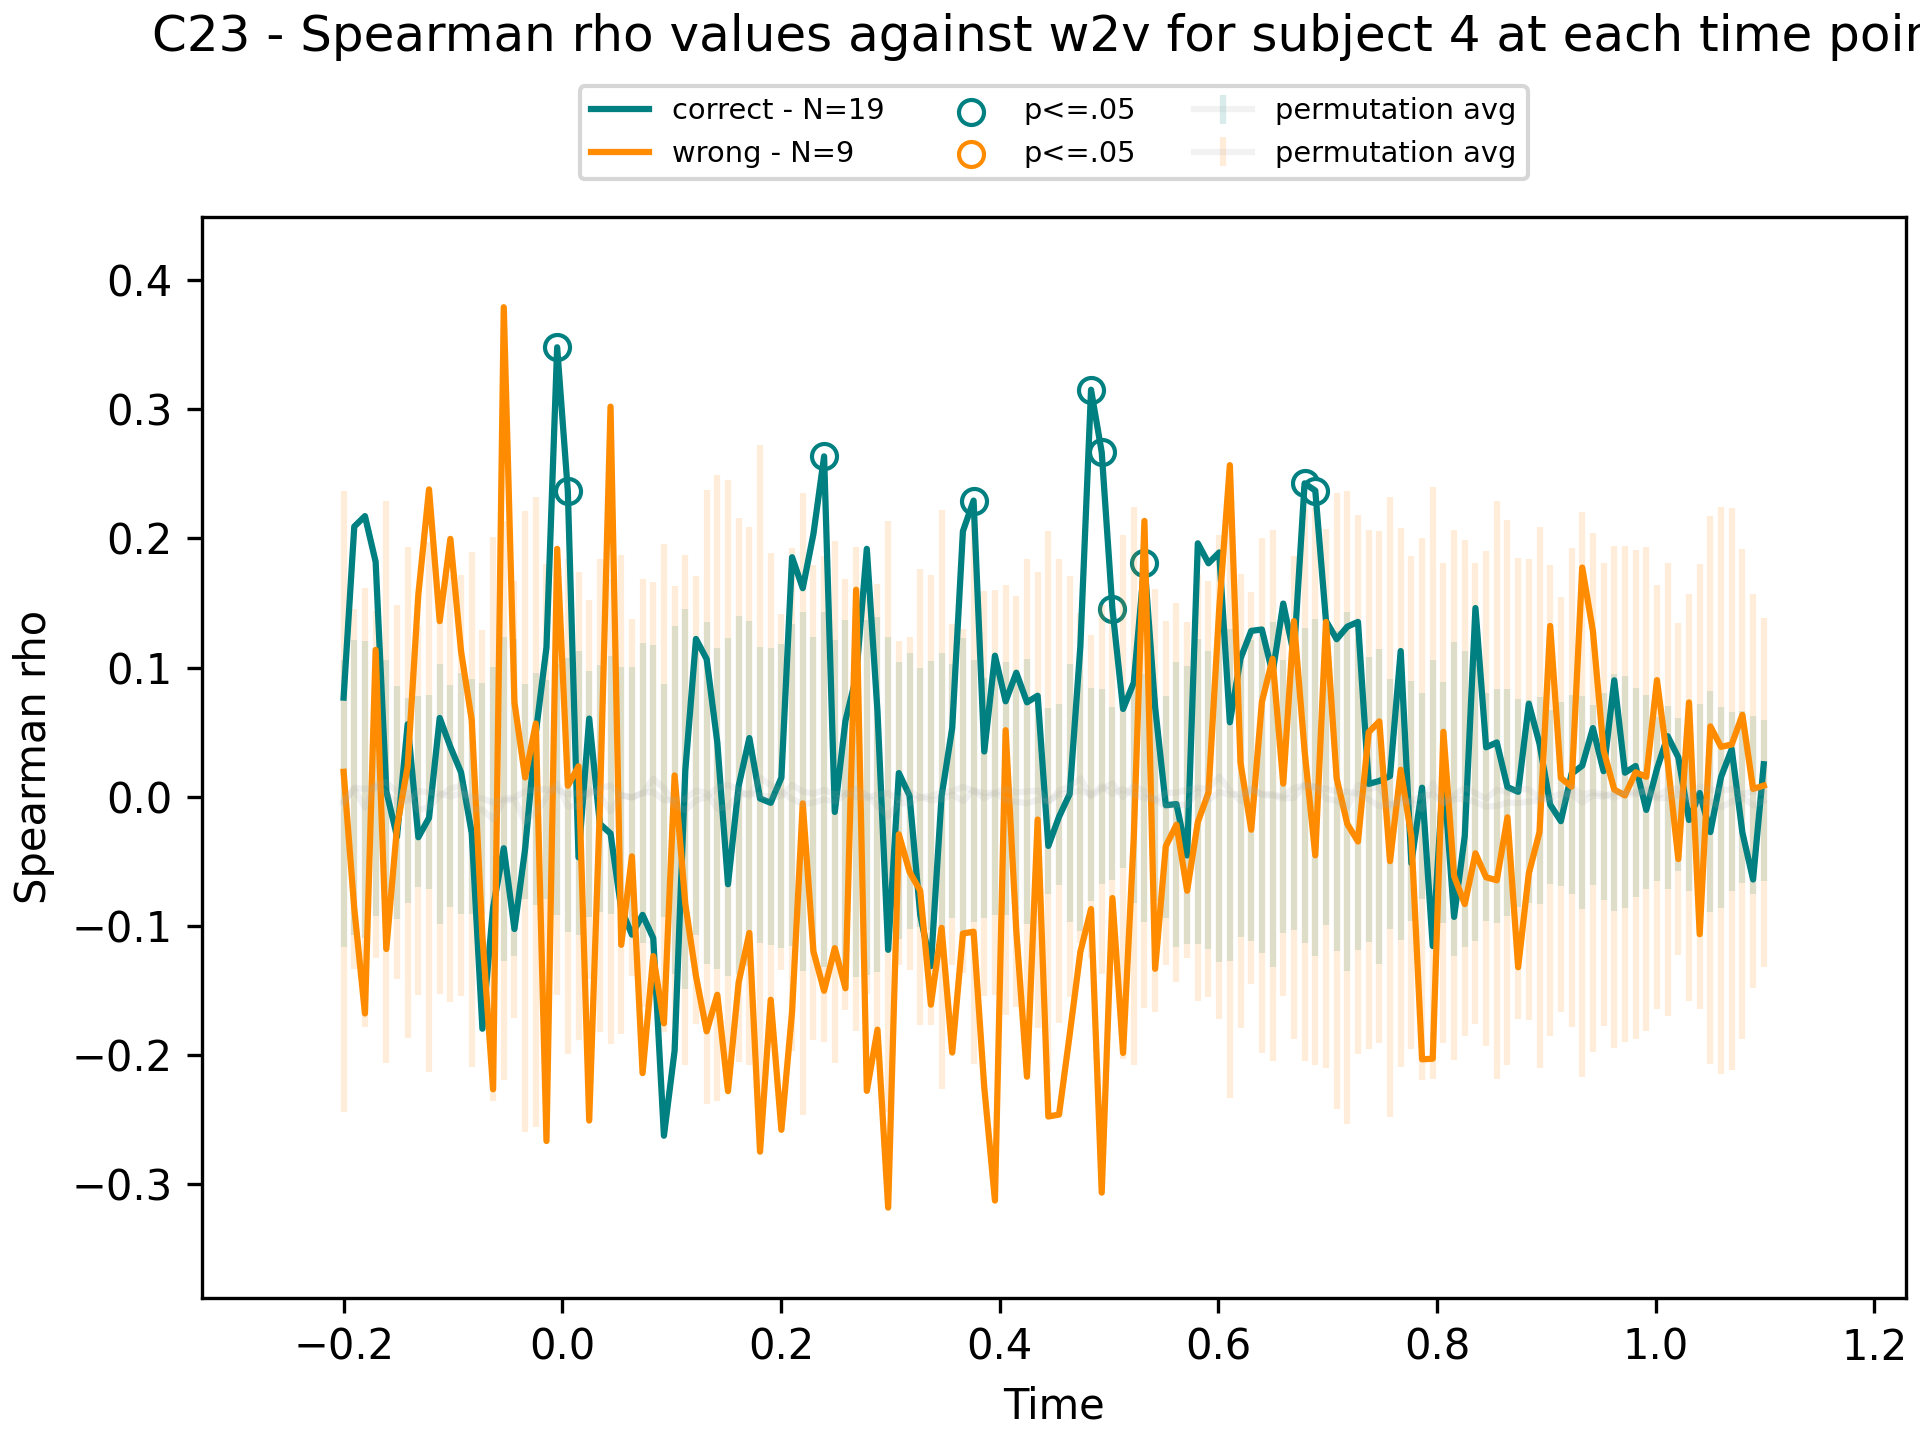 C23 - Spearman rho values against w2v for subject 4 at each time poin
correct - N=19 p<=.05 permutation avg
wrong - N=9 p<=.05 permutation avg
0.4
0.3
0.2
0.1
0.0
−0.1
−0.2
−0.3
Spearman rho
−0.2 0.0 0.2 0.4 0.6 0.8 1.0 1.2
Time